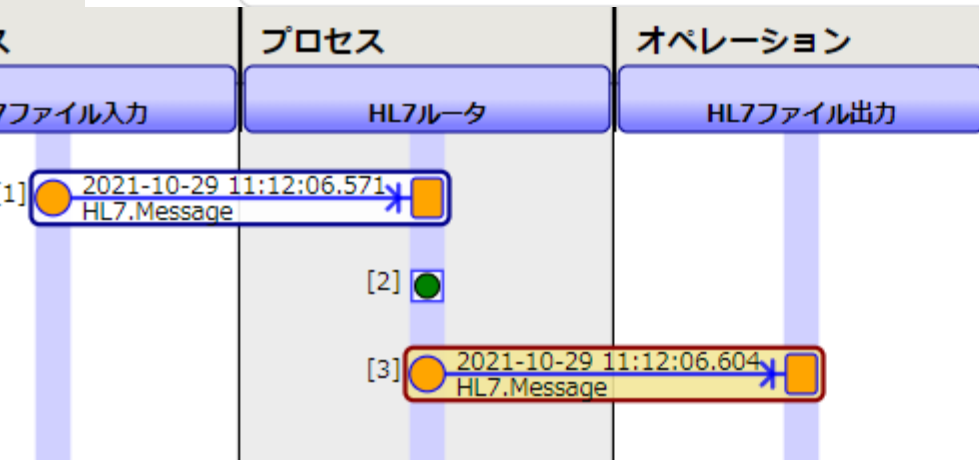 ス
プロセス
オペレーション
7ファイル入力
HL7ルータ
HL7ファイル出力
[1]
2021-10-29 11:12:06.571
HL7.Message
[2]
[3]
2021-10-29 11:12:06.604
HL7.Message